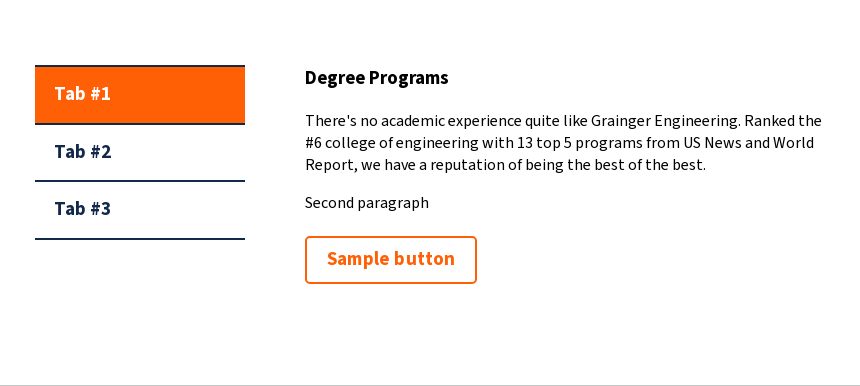 Tab #1
Tab #2
Tab #3
Degree Programs
There's no academic experience quite like Grainger Engineering. Ranked the
#6 college of engineering with 13 top 5 programs from US News and World
Report, we have a reputation of being the best of the best.
Second paragraph
Sample button